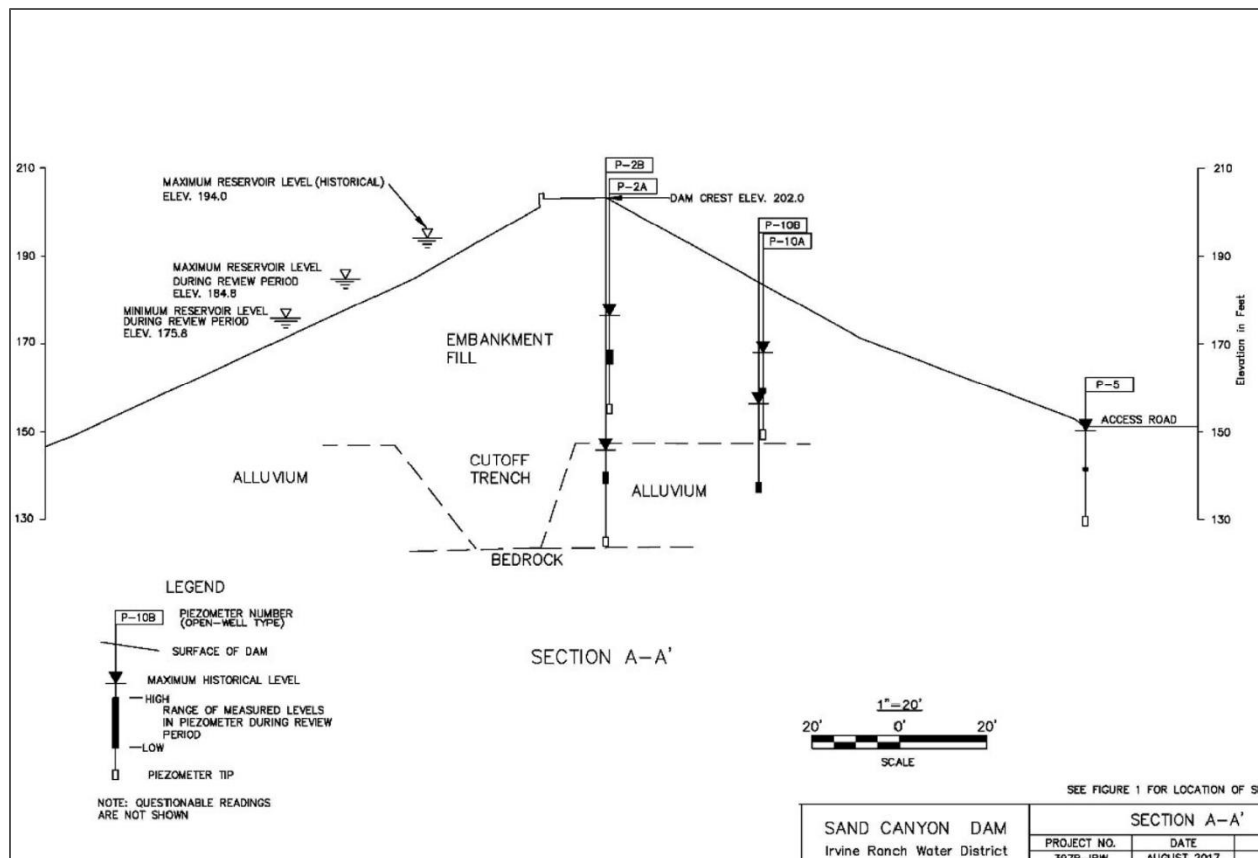 P-2B
P-2A
210
210
MAXIMUM RESERVOIR LEVEL (HISTORICAL)
ELEV. 194.0
DAM CREST ELEV. 202.0
P-10B
P-10A
190
190
MAXIMUM RESERVOIR LEVEL
DURING REVIEW PERIOD
ELEV. 184.8
MINIMUM RESERVOIR LEVEL
DURING REVIEW PERIOD
ELEV. 175.8
170
170
EMBANKMENT
FILL
Elevation in Feet
P-5
ACCESS ROAD
150
150
ALLUVIUM
CUTOFF
TRENCH
ALLUVIUM
130
130
BEDROCK
LEGEND
P-10B
PIEZOMETER NUMBER
(OPEN-WELL TYPE)
SURFACE OF DAM
MAXIMUM HISTORICAL LEVEL
HIGH
RANGE OF MEASURED LEVELS
IN PIEZOMETER DURING REVIEW
PERIOD
LOW
PIEZOMETER TIP
NOTE: QUESTIONABLE READINGS
ARE NOT SHOWN
SECTION A-A'
1"=20'
20' 0' 20'
SCALE
SEE FIGURE 1 FOR LOCATION OF
SAND CANYON DAM
Irvine Ranch Water District
SECTION A-A'
PROJECT NO. DATE
AUGUST 2017